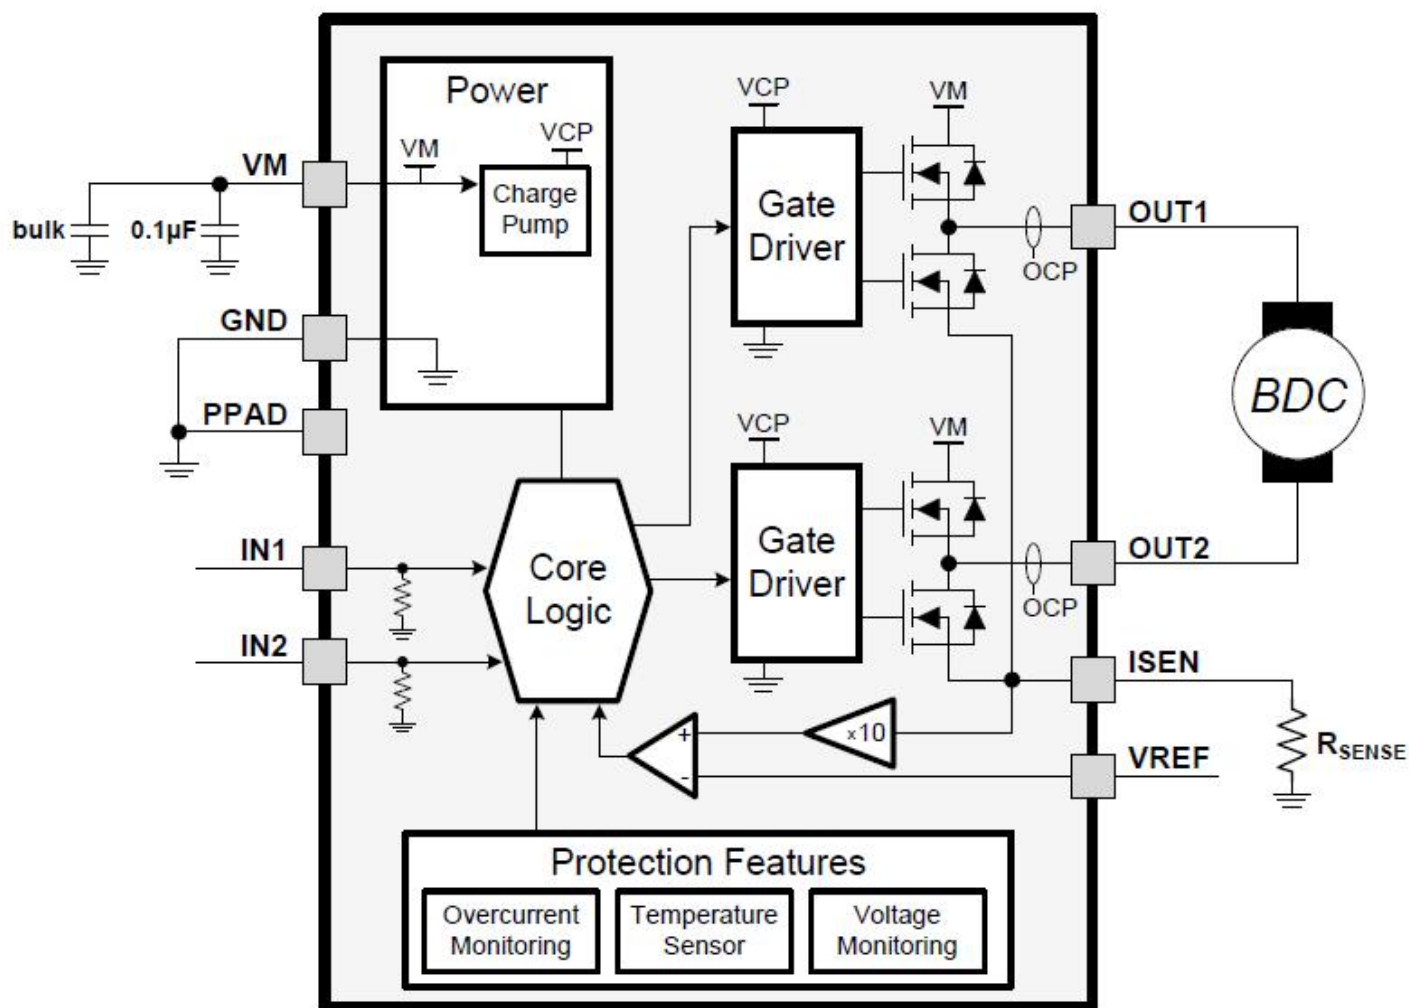 Power
VCP
VM
Charge
Pump
VM
bulk
0.1µF
GND
PPAD
IN1
IN2
Core
Logic
VCP
Gate
Driver
VM
OCP
OUT1
BDC
VCP
Gate
Driver
VM
OCP
OUT2
ISEN
x10
+
-
VREF
RSENSE
Protection Features
Overcurrent
Monitoring
Temperature
Sensor
Voltage
Monitoring